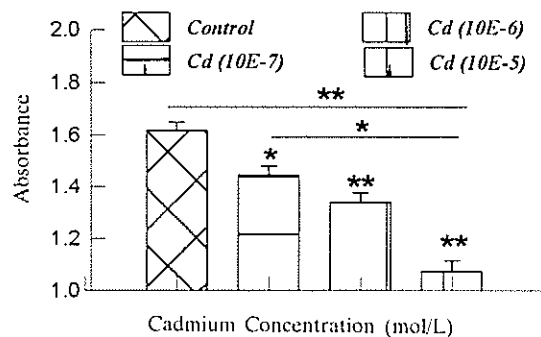 Control
Cd (10E-6)
Cd (10E-7)
Cd (10E-5)
2.0
1.8
1.6
1.4
1.2
1.0
Absorbance
**
*
*
**
**
Cadmium Concentration (mol/L)